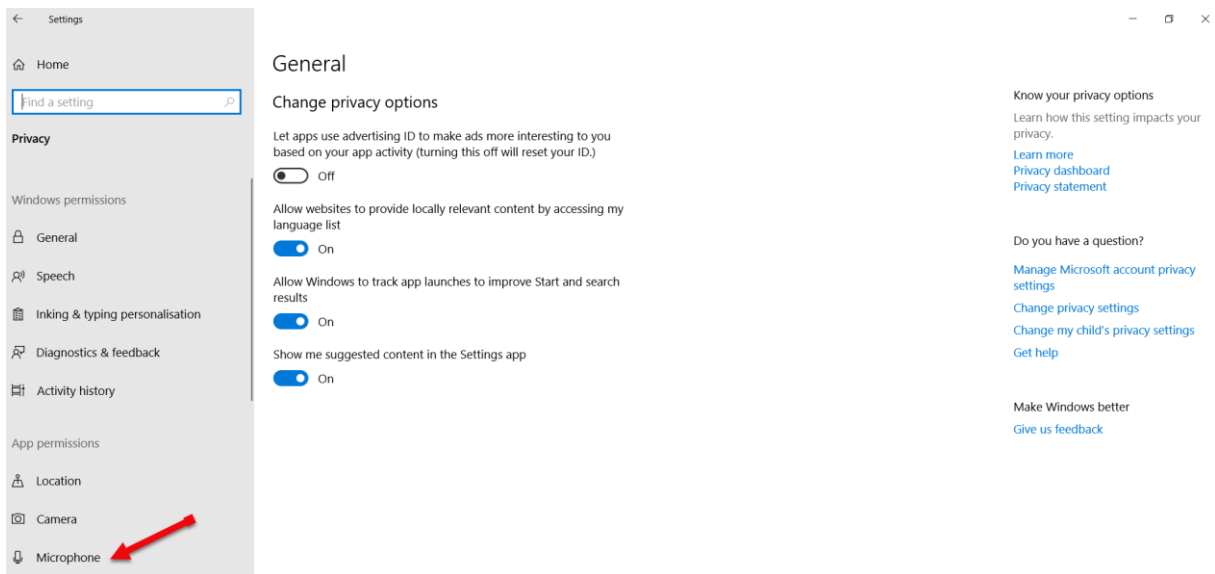 Settings
Home
Find a setting
Privacy
Windows permissions
General
Speech
Inking & typing personalisation
Diagnostics & feedback
Activity history
App permissions
Location
Camera
Microphone
General
Change privacy options
Let apps use advertising ID to make ads more interesting to you
based on your app activity (turning this off will reset your ID.)
Off
Allow websites to provide locally relevant content by accessing my
language list
On
Allow Windows to track app launches to improve Start and search
results
On
Show me suggested content in the Settings app
On
Know your privacy options
Learn how this setting impacts your
privacy.
Learn more
Privacy dashboard
Privacy statement
Do you have a question?
Manage Microsoft account privacy
settings
Change privacy settings
Change my child's privacy settings
Get help
Make Windows better
Give us feedback